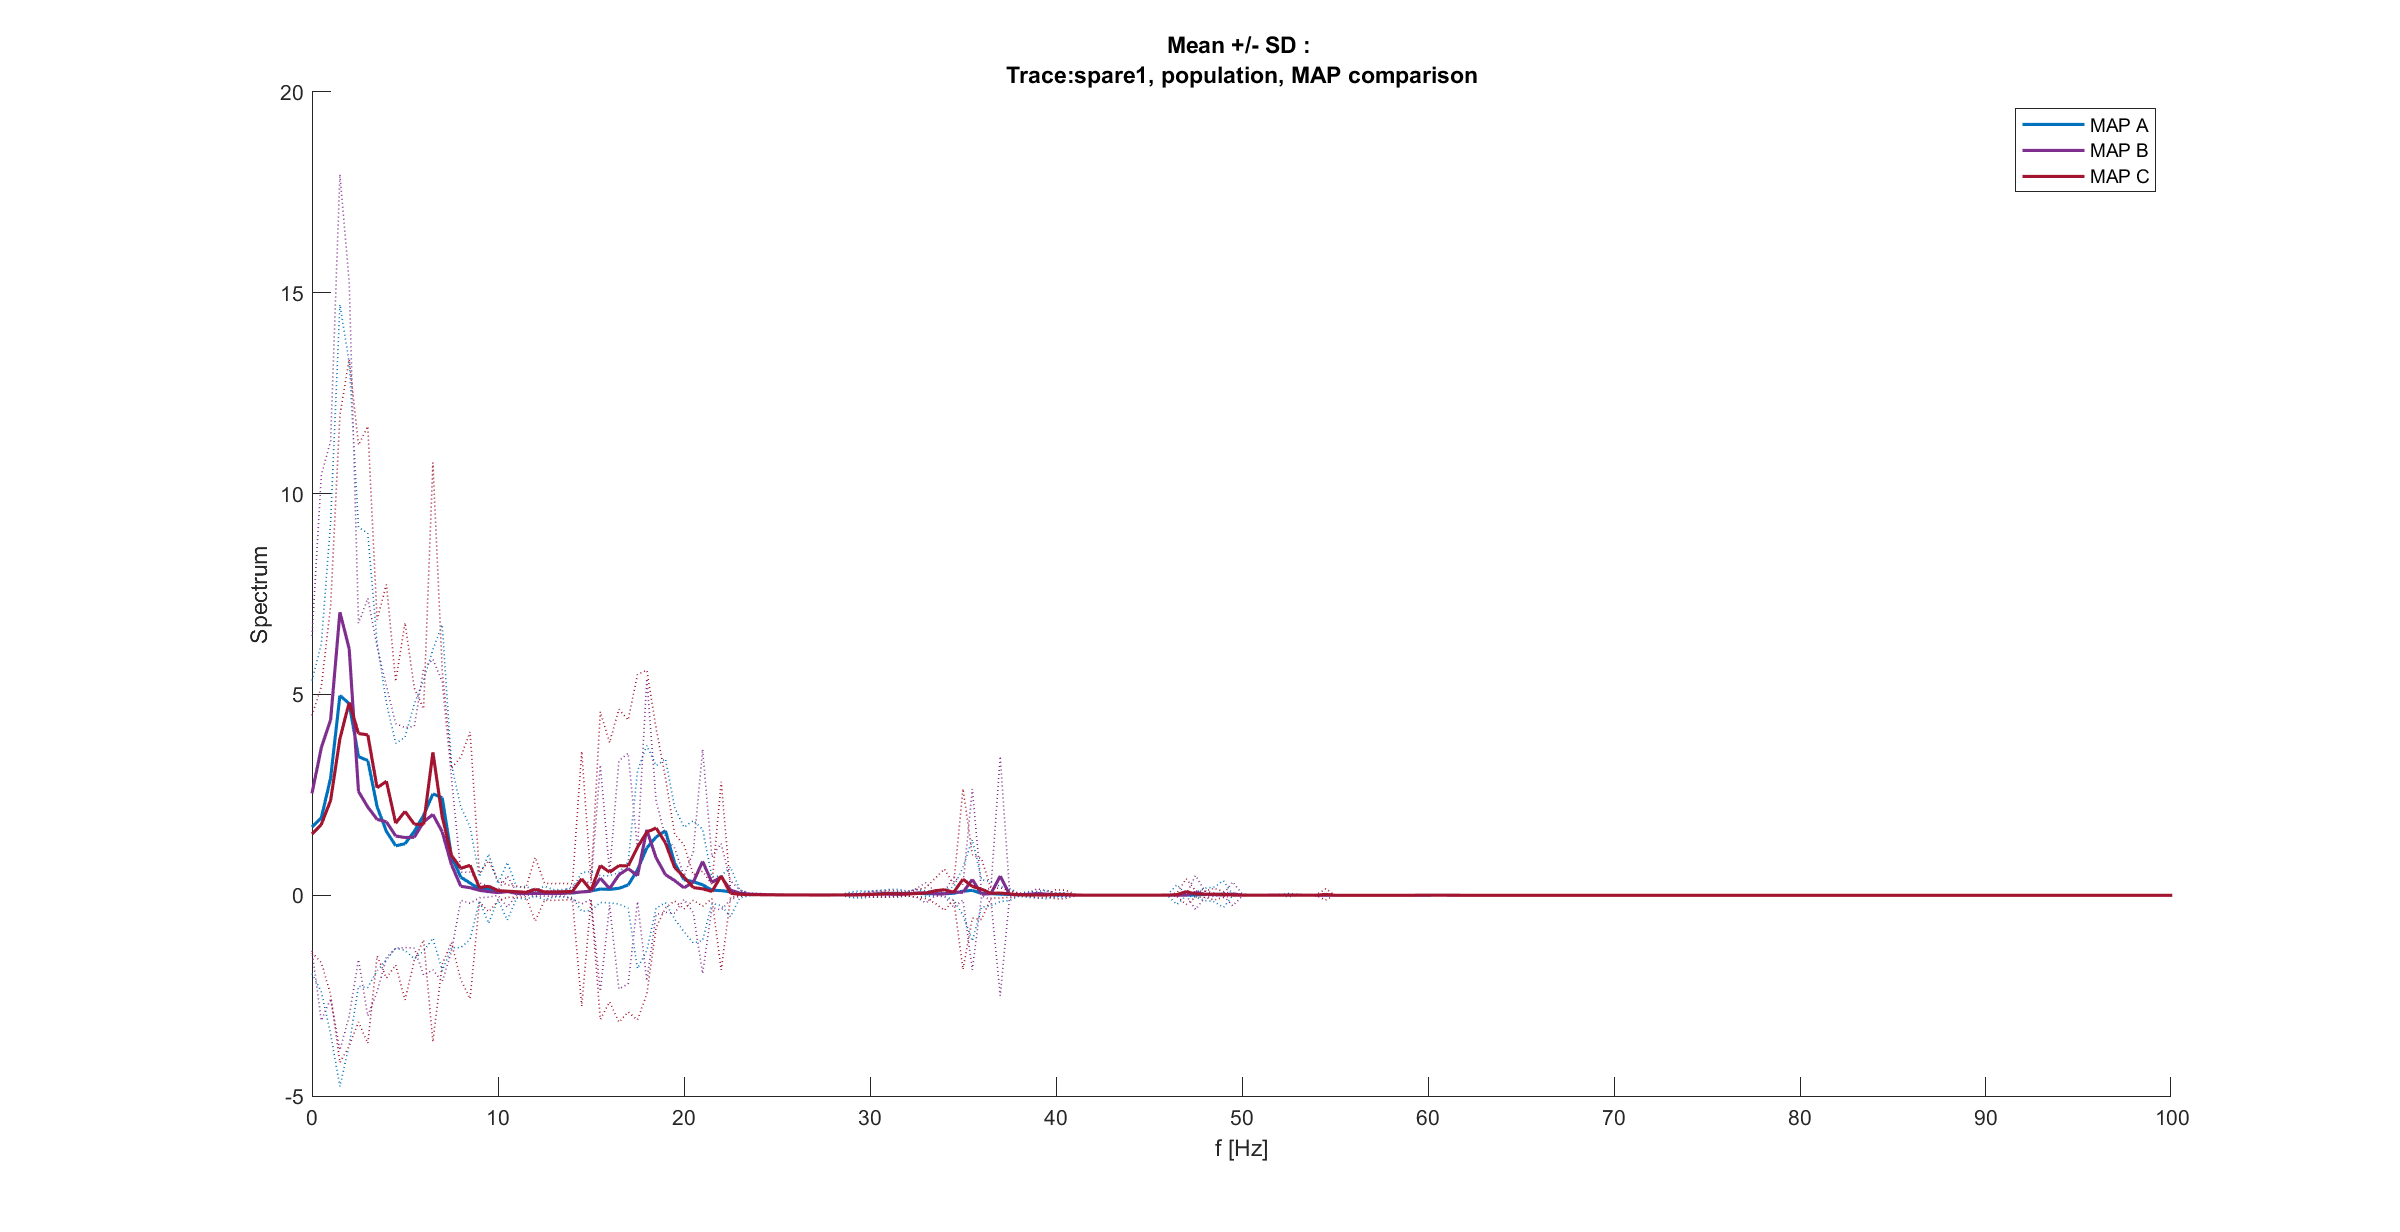 Mean +/- SD :
Trace:spare1, population, MAP comparison
20
15
10
5
0
-5
Spectrum
MAP A
MAP B
MAP C
0 10 20 30 40 50 60 70 80 90 100
f [Hz]